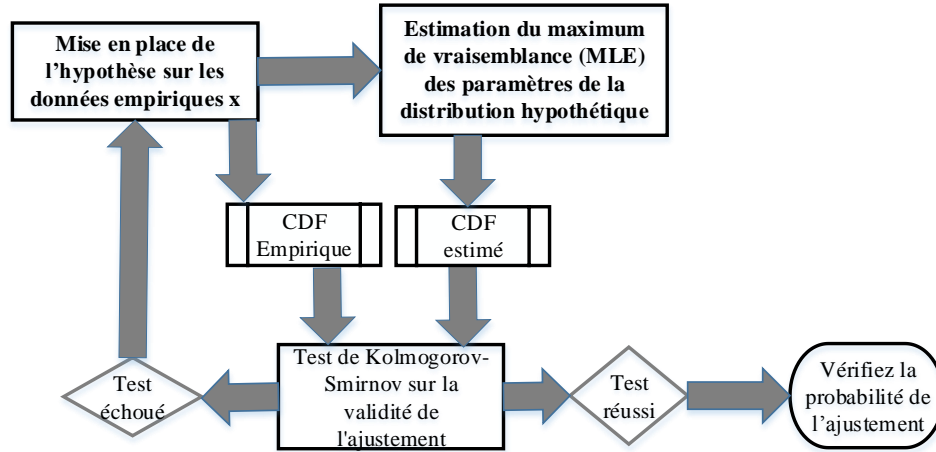 Mise en place de
l'hypothèse sur les
données empiriques x
Estimation du maximum
de vraisemblance (MLE)
des paramètres de la
distribution hypothétique
CDF
Empirique
CDF
estimé
Test
échoué
Test de Kolmogorov-
Smirnov sur la
validité de
l'ajustement
Test
réussi
Vérifiez la
probabilité de
l'ajustement